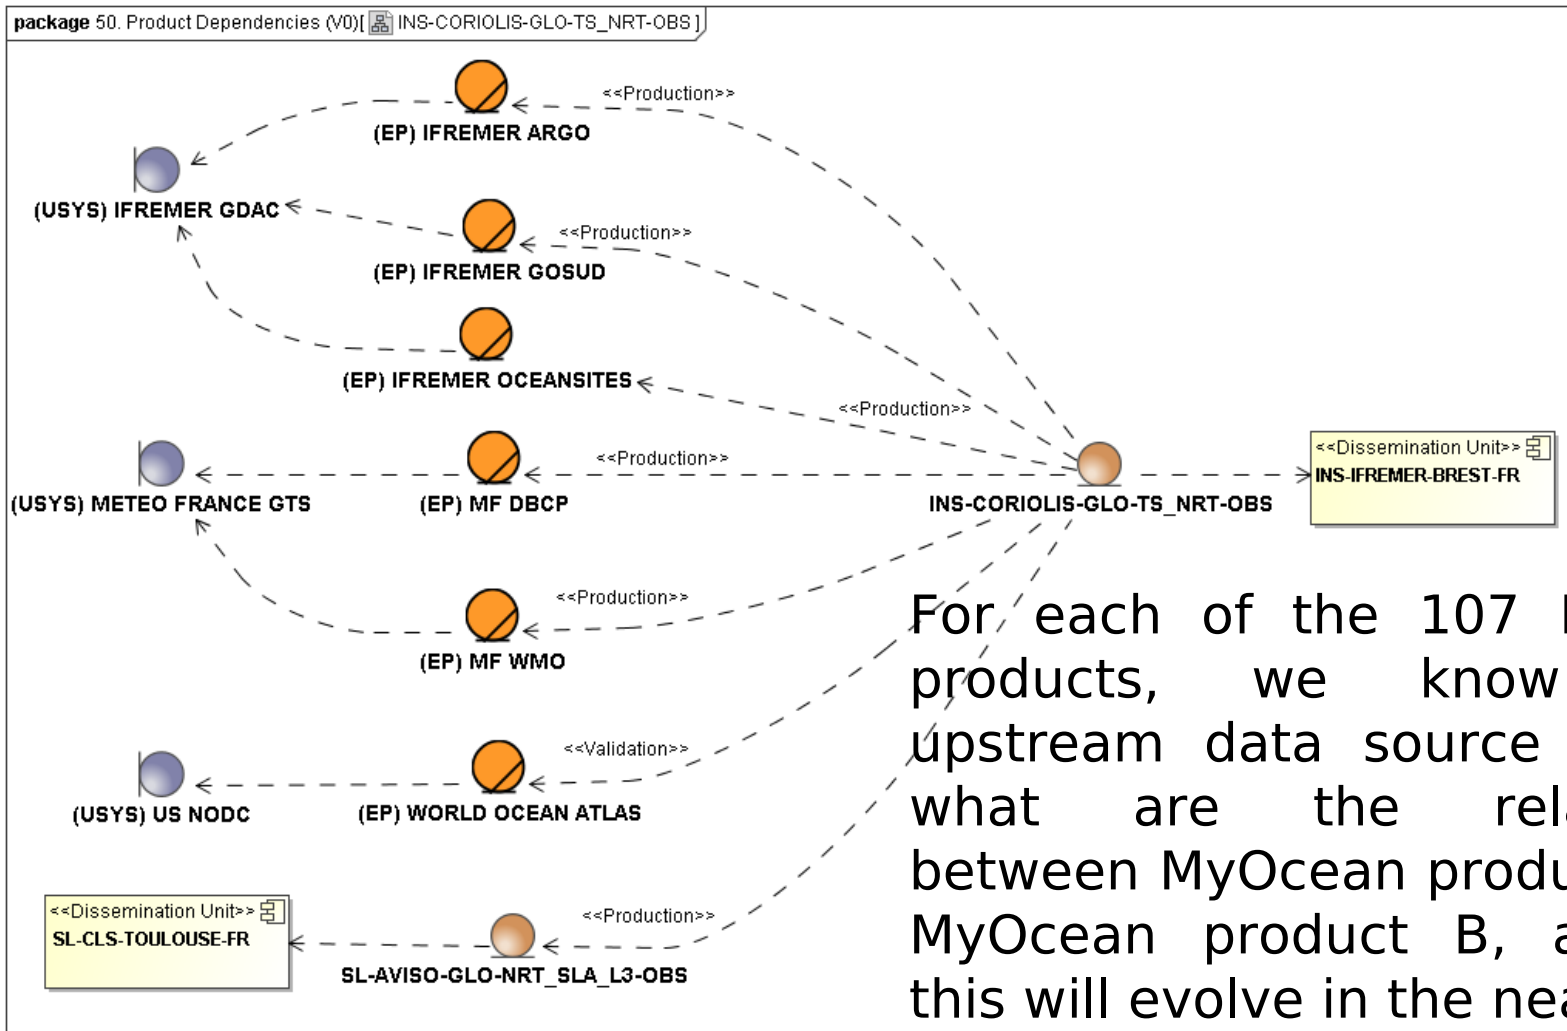 package 50. Product Dependencies (V0)[ INS-CORIOLIS-GLO-TS_NRT-OBS ]
<<Production>>
(EP) IFREMER ARGO
(USYS) IFREMER GDAC
<<Production>>
(EP) IFREMER GOSUD
(EP) IFREMER OCEANSITES
<<Production>>
<<Production>>
(USYS) METEO FRANCE GTS
(EP) MF DBCP
INS-CORIOLIS-GLO-TS_NRT-OBS
<<Dissemination Unit>>
INS-IFREMER-BREST-FR
<<Production>>
(EP) MF WMO
<<Validation>>
(USYS) US NODC
(EP) WORLD OCEAN ATLAS
<<Dissemination Unit>>
SL-CLS-TOULOUSE-FR
<<Production>>
SL-AVISO-GLO-NRT_SLA_L3-OBS
For each of the 107
products, we know
upstream data source
what are the
between MyOcean
MyOcean product B,
this will evolve in the